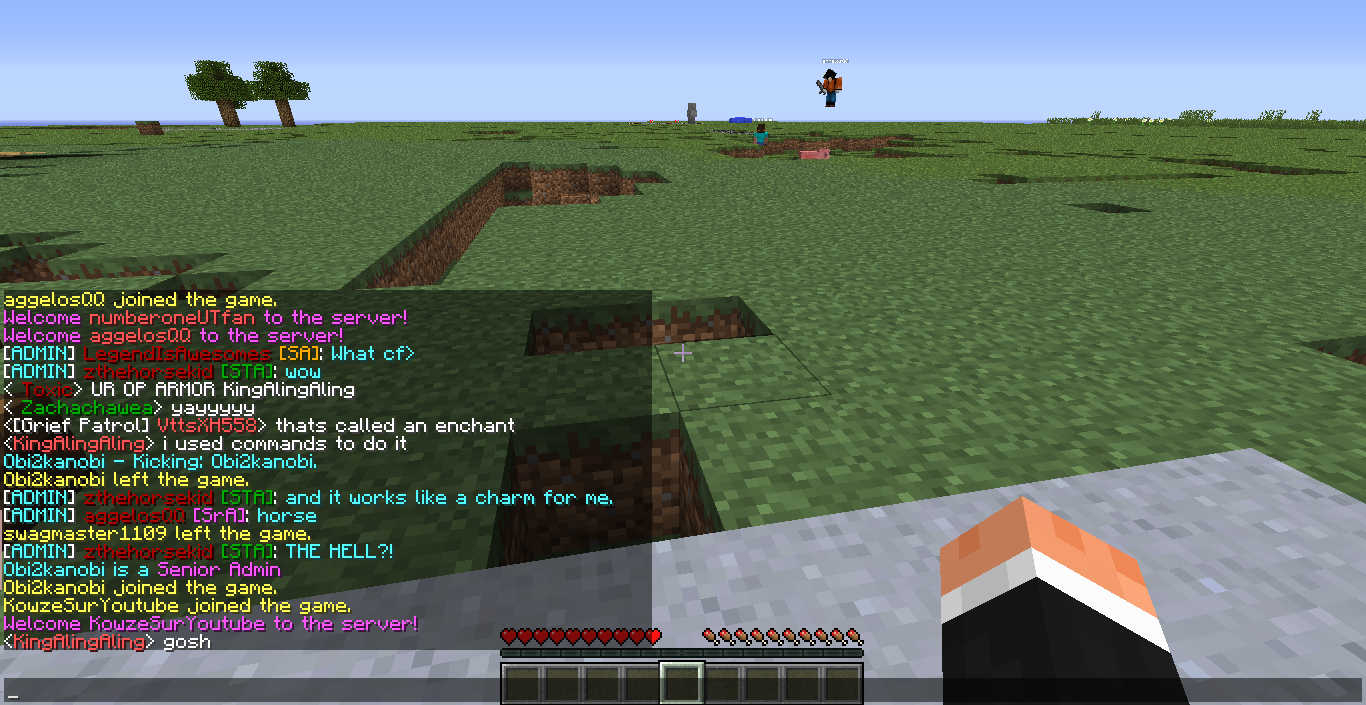 aggelosQQ joined the game.
Welcome numberoneUTfan to the server!
Welcome aggelosQQ to the server!
[ADMIN] LegendIsAwesomes [SA]: What cf>
[ADMIN] zthehorsekid [STA]: wow
< Toxic> UR OP ARMOR KingAlingAling
< Zachachawea> yayyyyy
<[Grief Patrol] VttsXH558> thats called an enchant
<KingAlingAling> i used commands to do it
Obi2kanobi - Kicking: Obi2kanobi.
Obi2kanobi left the game.
[ADMIN] zthehorsekid [STA]: and it works like a charm for me.
[ADMIN] aggelosQQ [SrA]: horse
swagmaster1109 left the game.
[ADMIN] zthehorsekid [STA]: THE HELL?!
Obi2kanobi is a Senior Admin
Obi2kanobi joined the game.
KowzeSurYoutube joined the game.
Welcome KowzeSurYoutube to the server!
<KingAlingAling> gosh
_